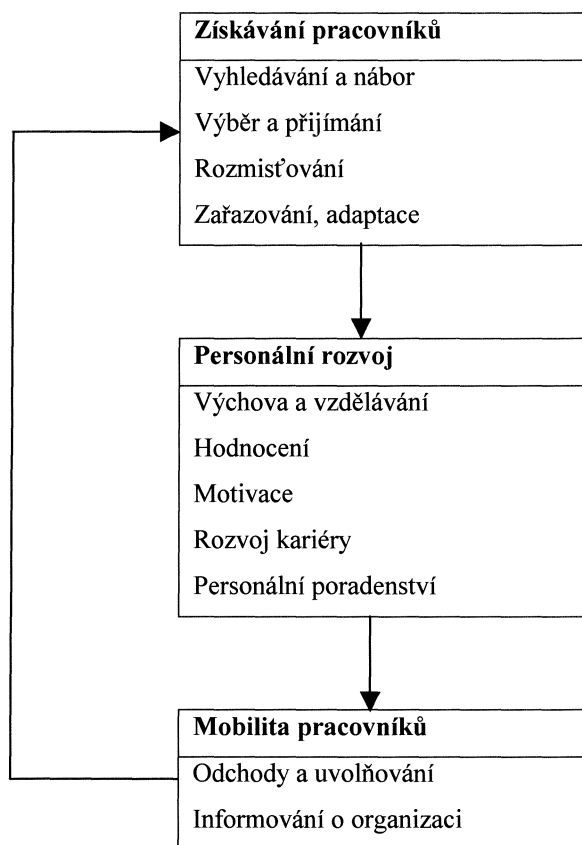 Získávání pracovníků
Vyhledávání a nábor
Výběr a přijímání
Rozmisťování
Zařazování, adaptace
Personální rozvoj
Výchova a vzdělávání
Hodnocení
Motivace
Rozvoj kariéry
Personální poradenství
Mobilita pracovníků
Odchody a uvolňování
Informování o organizaci